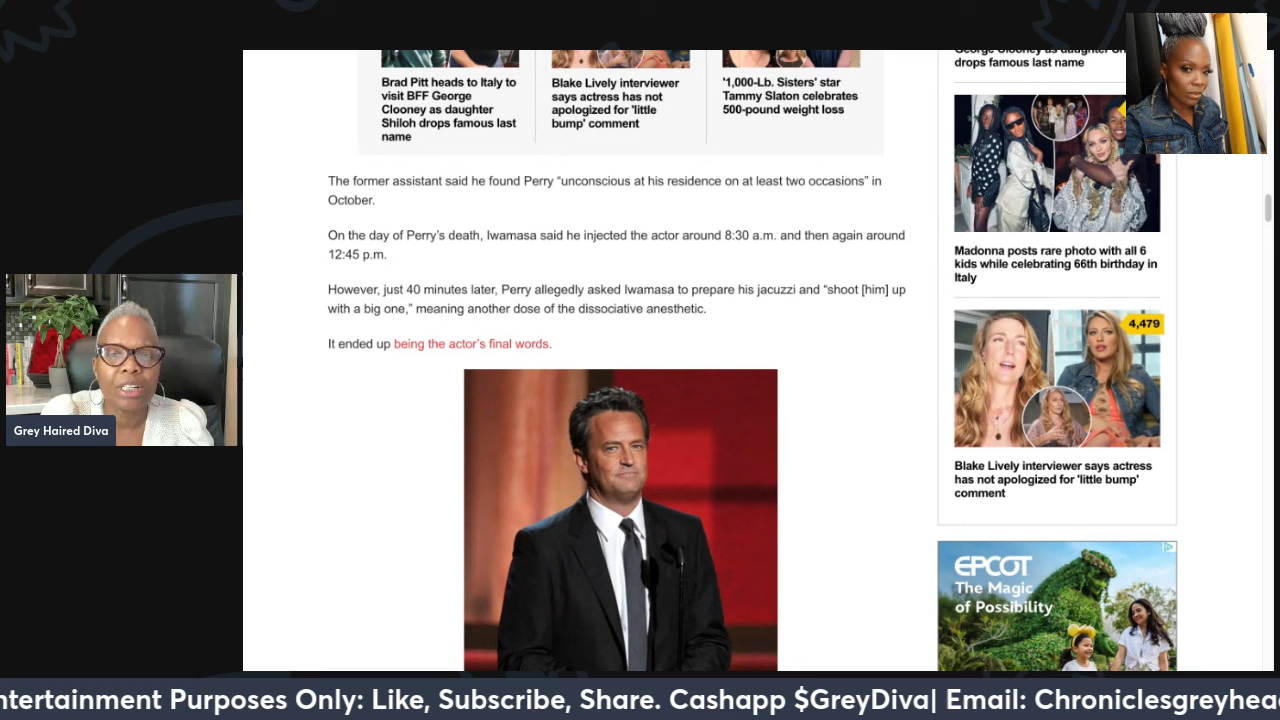 Brad Pitt heads to Italy to
visit BFF George
Clooney as daughter
Shiloh drops famous last
name
Blake Lively interviewer
says actress has not
apologized for 'little
bump' comment
'1,000-Lb. Sisters' star
Tammy Slaton celebrates
500-pound weight loss
The former assistant said he found Perry “unconscious at his residence on at least two occasions” in
October.
On the day of Perry’s death, Iwamasa said he injected the actor around 8:30 a.m. and then again around
12:45 p.m.
However, just 40 minutes later, Perry allegedly asked Iwamasa to prepare his jacuzzi and “shoot [him] up
with a big one,” meaning another dose of the dissociative anesthetic.
It ended up being the actor’s final words.
George Clooney as daughter
drops famous last name
Madonna posts rare photo with all 6
kids while celebrating 66th birthday in
Italy
4,479
Blake Lively interviewer says actress
has not apologized for 'little bump'
comment
EPCOT
The Magic
of Possibility
Grey Haired Diva
ntertainment Purposes Only: Like, Subscribe, Share. Cashapp $GreyDiva| Email: Chroniclesgreyhea